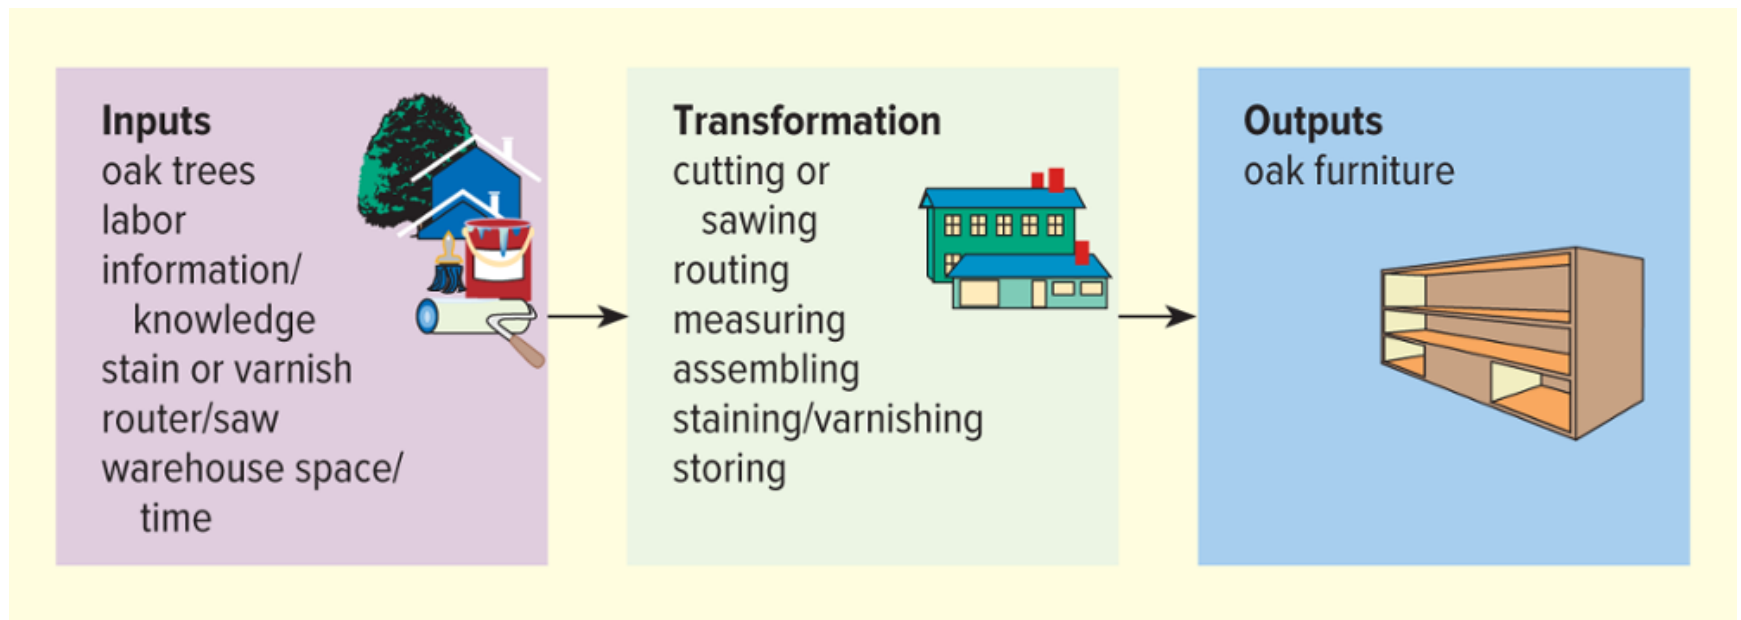 Inputs
oak trees
labor
information/
knowledge
stain or varnish
router/saw
warehouse space/
time
Transformation
cutting or
sawing
routing
measuring
assembling
staining/varnishing
storing
Outputs
oak furniture